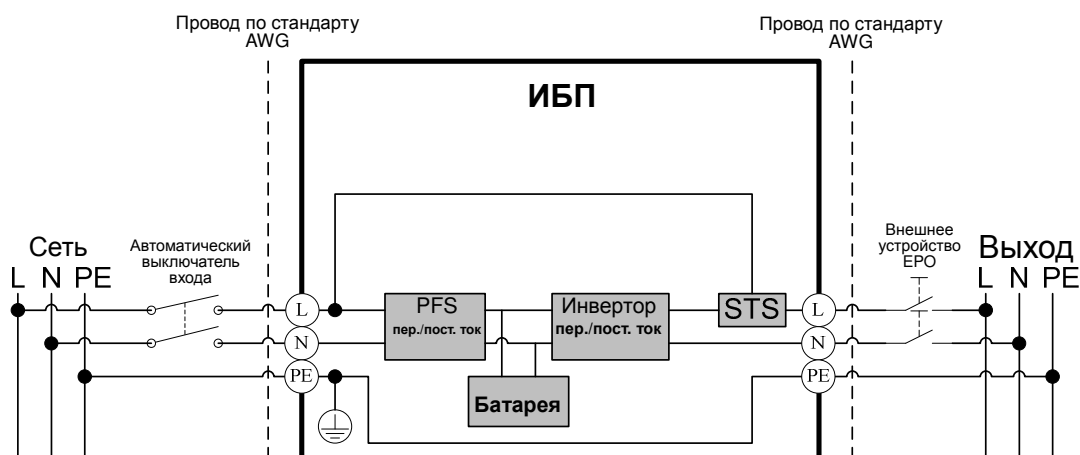 Провод по стандарту
AWG
Провод по стандарту
AWG
ИБП
Сеть
L N PE
Автоматический
выключатель
входа
Внешнее
устройство
EPO
Выход
L N PE
L
N
PE
PFS
пер./пост. ток
Инвертор
пер./пост. ток
STS
Батарея
L
N
PE